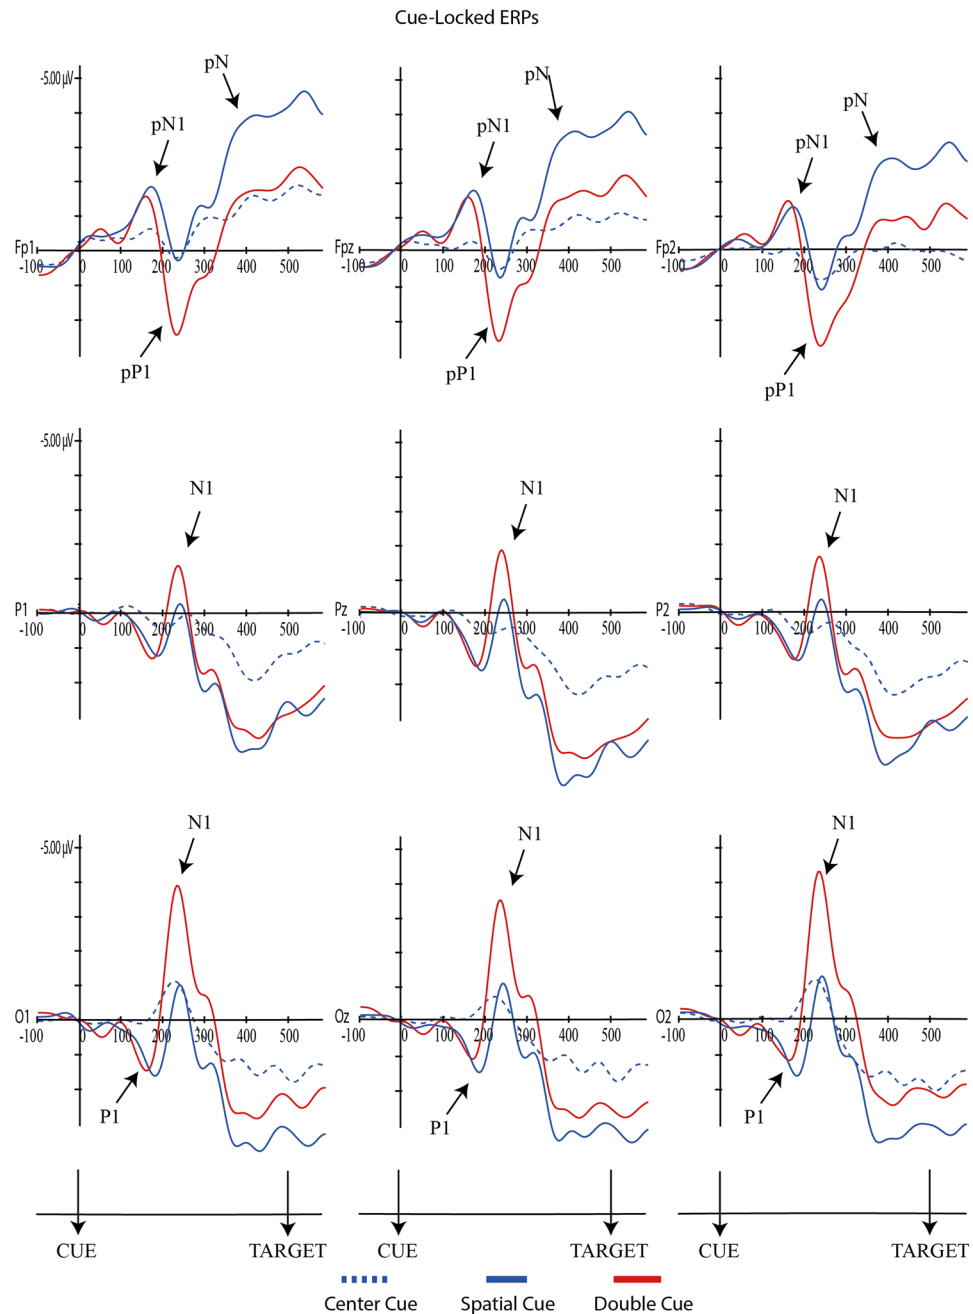 Cue-Locked ERPs
pN
pN
pN
-5.00 µV
pN1
pN1
pN1
Fp1
Fpz
Fp2
-100 0 100 200 300 400 500
-100 0 100 200 300 400 500
-100 0 100 200 300 400 500
pP1
pP1
pP1
-5.00 µV
N1
N1
N1
P1
Pz
P2
-100 0 100 200 300 400 500
-100 0 100 200 300 400 500
-100 0 100 200 300 400 500
-5.00 µV
N1
N1
N1
O1
Oz
O2
-100 0 100 200 300 400 500
-100 0 100 200 300 400 500
-100 0 100 200 300 400 500
P1
P1
P1
CUE TARGET
CUE TARGET
CUE TARGET
Center Cue Spatial Cue Double Cue